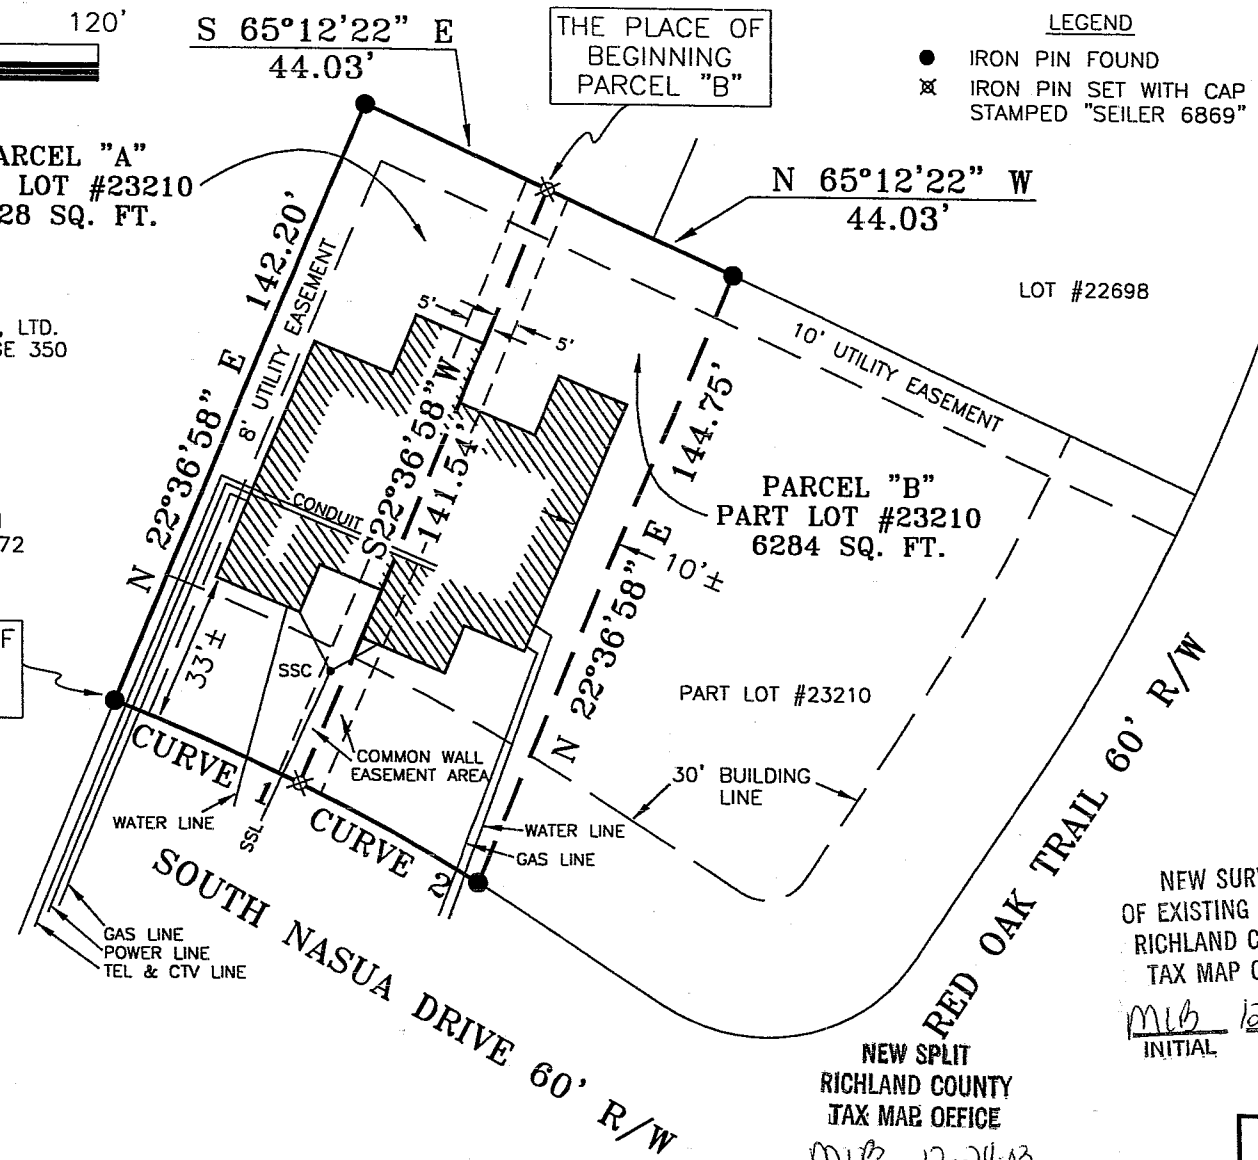 120'
S 65°12'22" E
44.03'
THE PLACE OF
BEGINNING
PARCEL "B"
LEGEND
IRON PIN FOUND
IRON PIN SET WITH CAP
STAMPED "SEILER 6869"
ARCEL "A"
LOT #23210
28 SQ. FT.
N 65°12'22" W
44.03'
LOT #22698
, LTD.
GE 350
N 22°36'58" E 142.20'
8' UTILITY EASEMENT
5'
5'
10' UTILITY EASEMENT
S22°36'58"W
141.54'
N 22°36'58" E 144.75'
CONDUIT
PARCEL "B"
PART LOT #23210
6284 SQ. FT.
10'±
72
F
33'±
SSC
PART LOT #23210
COMMON WALL
EASEMENT AREA
30' BUILDING
LINE
CURVE 1
CURVE 2
WATER LINE
SSL
WATER LINE
GAS LINE
GAS LINE
POWER LINE
TEL & CTV LINE
SOUTH NASUA DRIVE 60' R/W
RED OAK TRAIL 60' R/W
NEW SUR
OF EXISTING
RICHLAND C
TAX MAP O
MLB 12
INITIAL
NEW SPLIT
RICHLAND COUNTY
TAX MAP OFFICE
MLB